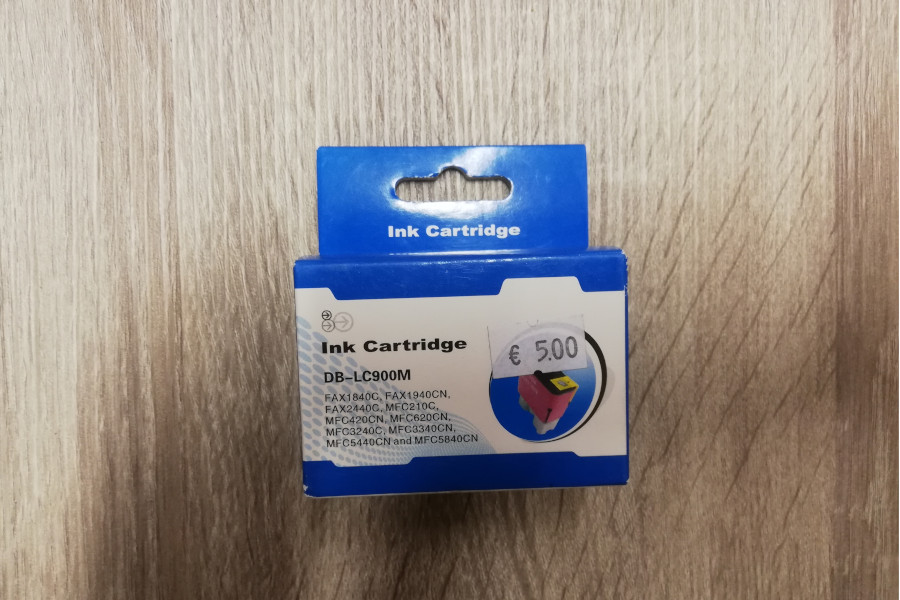 Ink Cartridge
Ink Cartridge
€ 5.00
DB-LC900M
FAX1840C, FAX1940CN,
FAX2440C, MFC210C,
MFC420CN, MFC620CN,
MFC3240C, MFC3340CN,
MFC5440CN and MFC5840CN